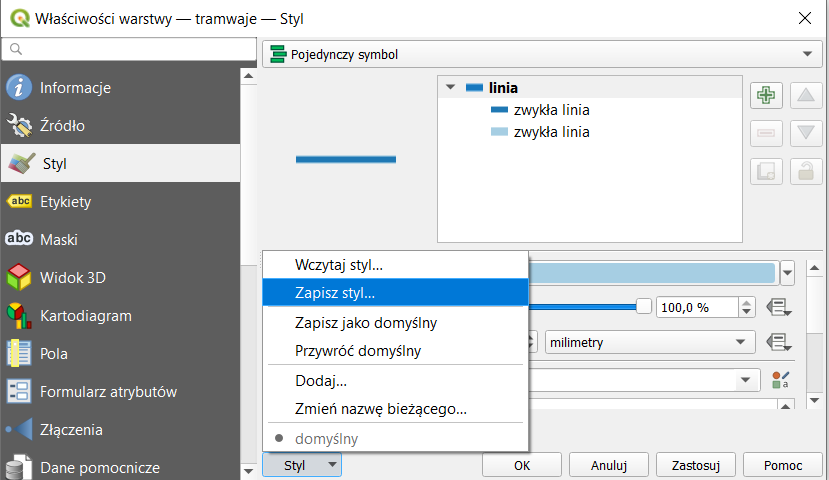 Właściwości warstwy — tramwaje — Styl
Pojedynczy symbol
Informacje
Źródło
Styl
abc Etykiety
abc Maski
Widok 3D
Kartodiagram
Pola
Formularz atrybutów
Złączenia
Dane pomocnicze
linia
zwykła linia
zwykła linia
Wczytaj styl...
Zapisz styl...
Zapisz jako domyślny
Przywróć domyślny
Dodaj...
Zmień nazwę bieżącego...
domyślny
100,0 %
milimetry
a
Styl
OK
Anuluj
Zastosuj
Pomoc